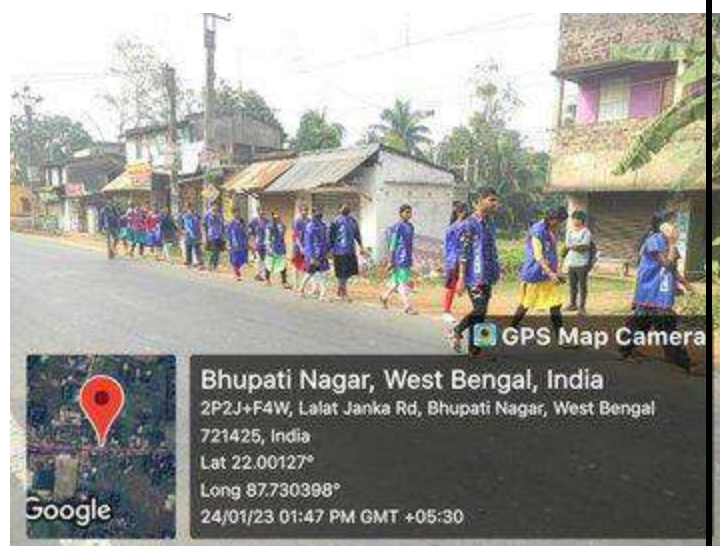 GPS Map Camera
Bhupati Nagar, West Bengal, India
2P2J+F4W, Lalat Janka Rd, Bhupati Nagar, West Bengal
721425, India
Lat 22.00127°
Long 87.730398°
24/01/23 01:47 PM GMT +05:30
Google